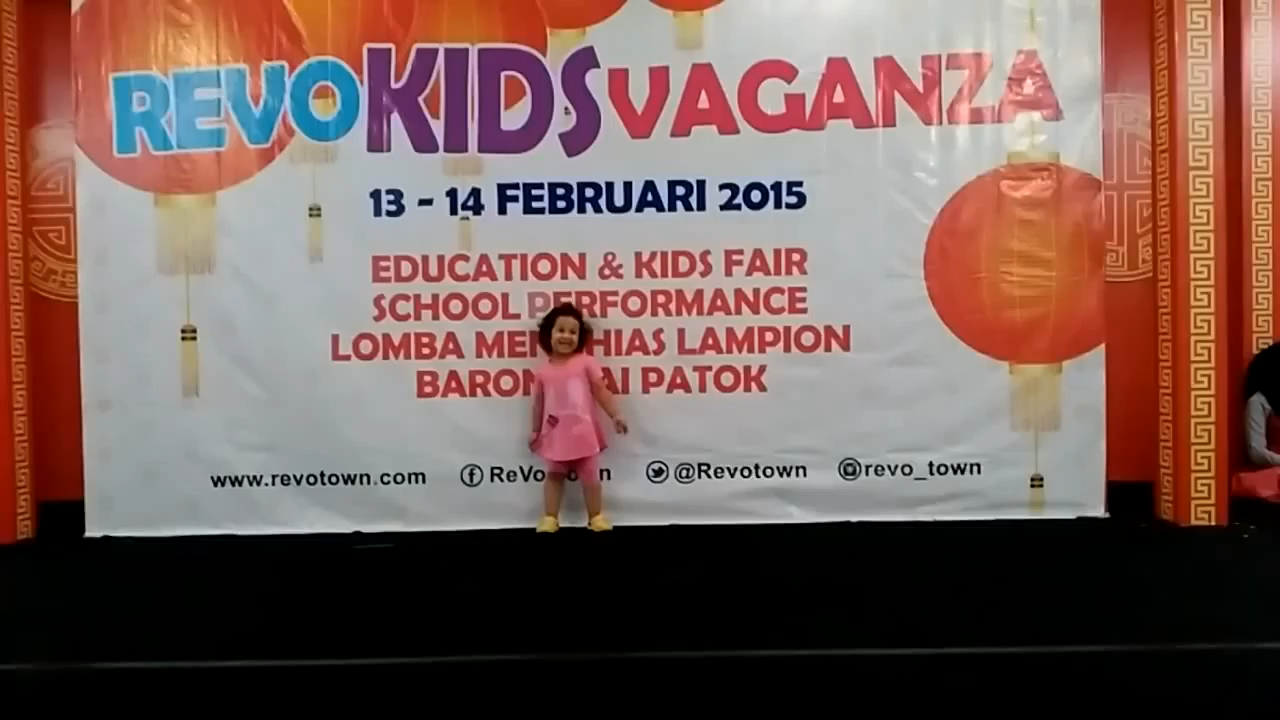 REVOKIDSVAGANZA
13 - 14 FEBRUARI 2015
EDUCATION & KIDS FAIR
SCHOOL PERFORMANCE
LOMBA LAMPION
PATOK
www.revotown.com @Revotown revo_town